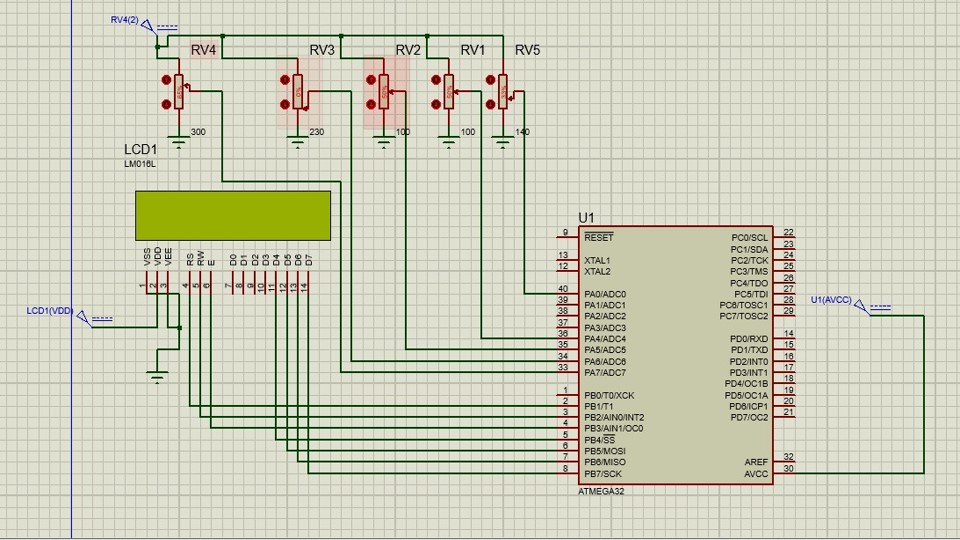 RV4(2)
RV4 RV3 RV2 RV1 RV5
0% 50% 50%
300 230 100 100 140
LCD1
LM016L
VSS VDD VEE RS RW E D0 D1 D2 D3 D4 D5 D6 D7
1 2 3 4 5 6 7 8 9 10 11 12 13 14
LCD1(VDD)
U1
9 RESET PC0/SCL 22
PC1/SDA 23
13 XTAL1 PC2/TCK 24
12 XTAL2 PC3/TMS 25
PC4/TDO 26
40 PA0/ADC0 PC5/TDI 27
39 PA1/ADC1 PC6/TOSC1 28
38 PA2/ADC2 PC7/TOSC2 29
37 PA3/ADC3
36 PA4/ADC4 PD0/RXD 14
35 PA5/ADC5 PD1/TXD 15
34 PA6/ADC6 PD2/INT0 16
33 PA7/ADC7 PD3/INT1 17
PD4/OC1B 18
1 PB0/T0/XCK PD5/OC1A 19
2 PB1/T1 PD6/ICP1 20
3 PB2/AIN0/INT2 PD7/OC2 21
4 PB3/AIN1/OC0
5 PB4/SS
6 PB5/MOSI
7 PB6/MISO AREF 32
8 PB7/SCK AVCC 30
ATMEGA32
U1(AVCC)